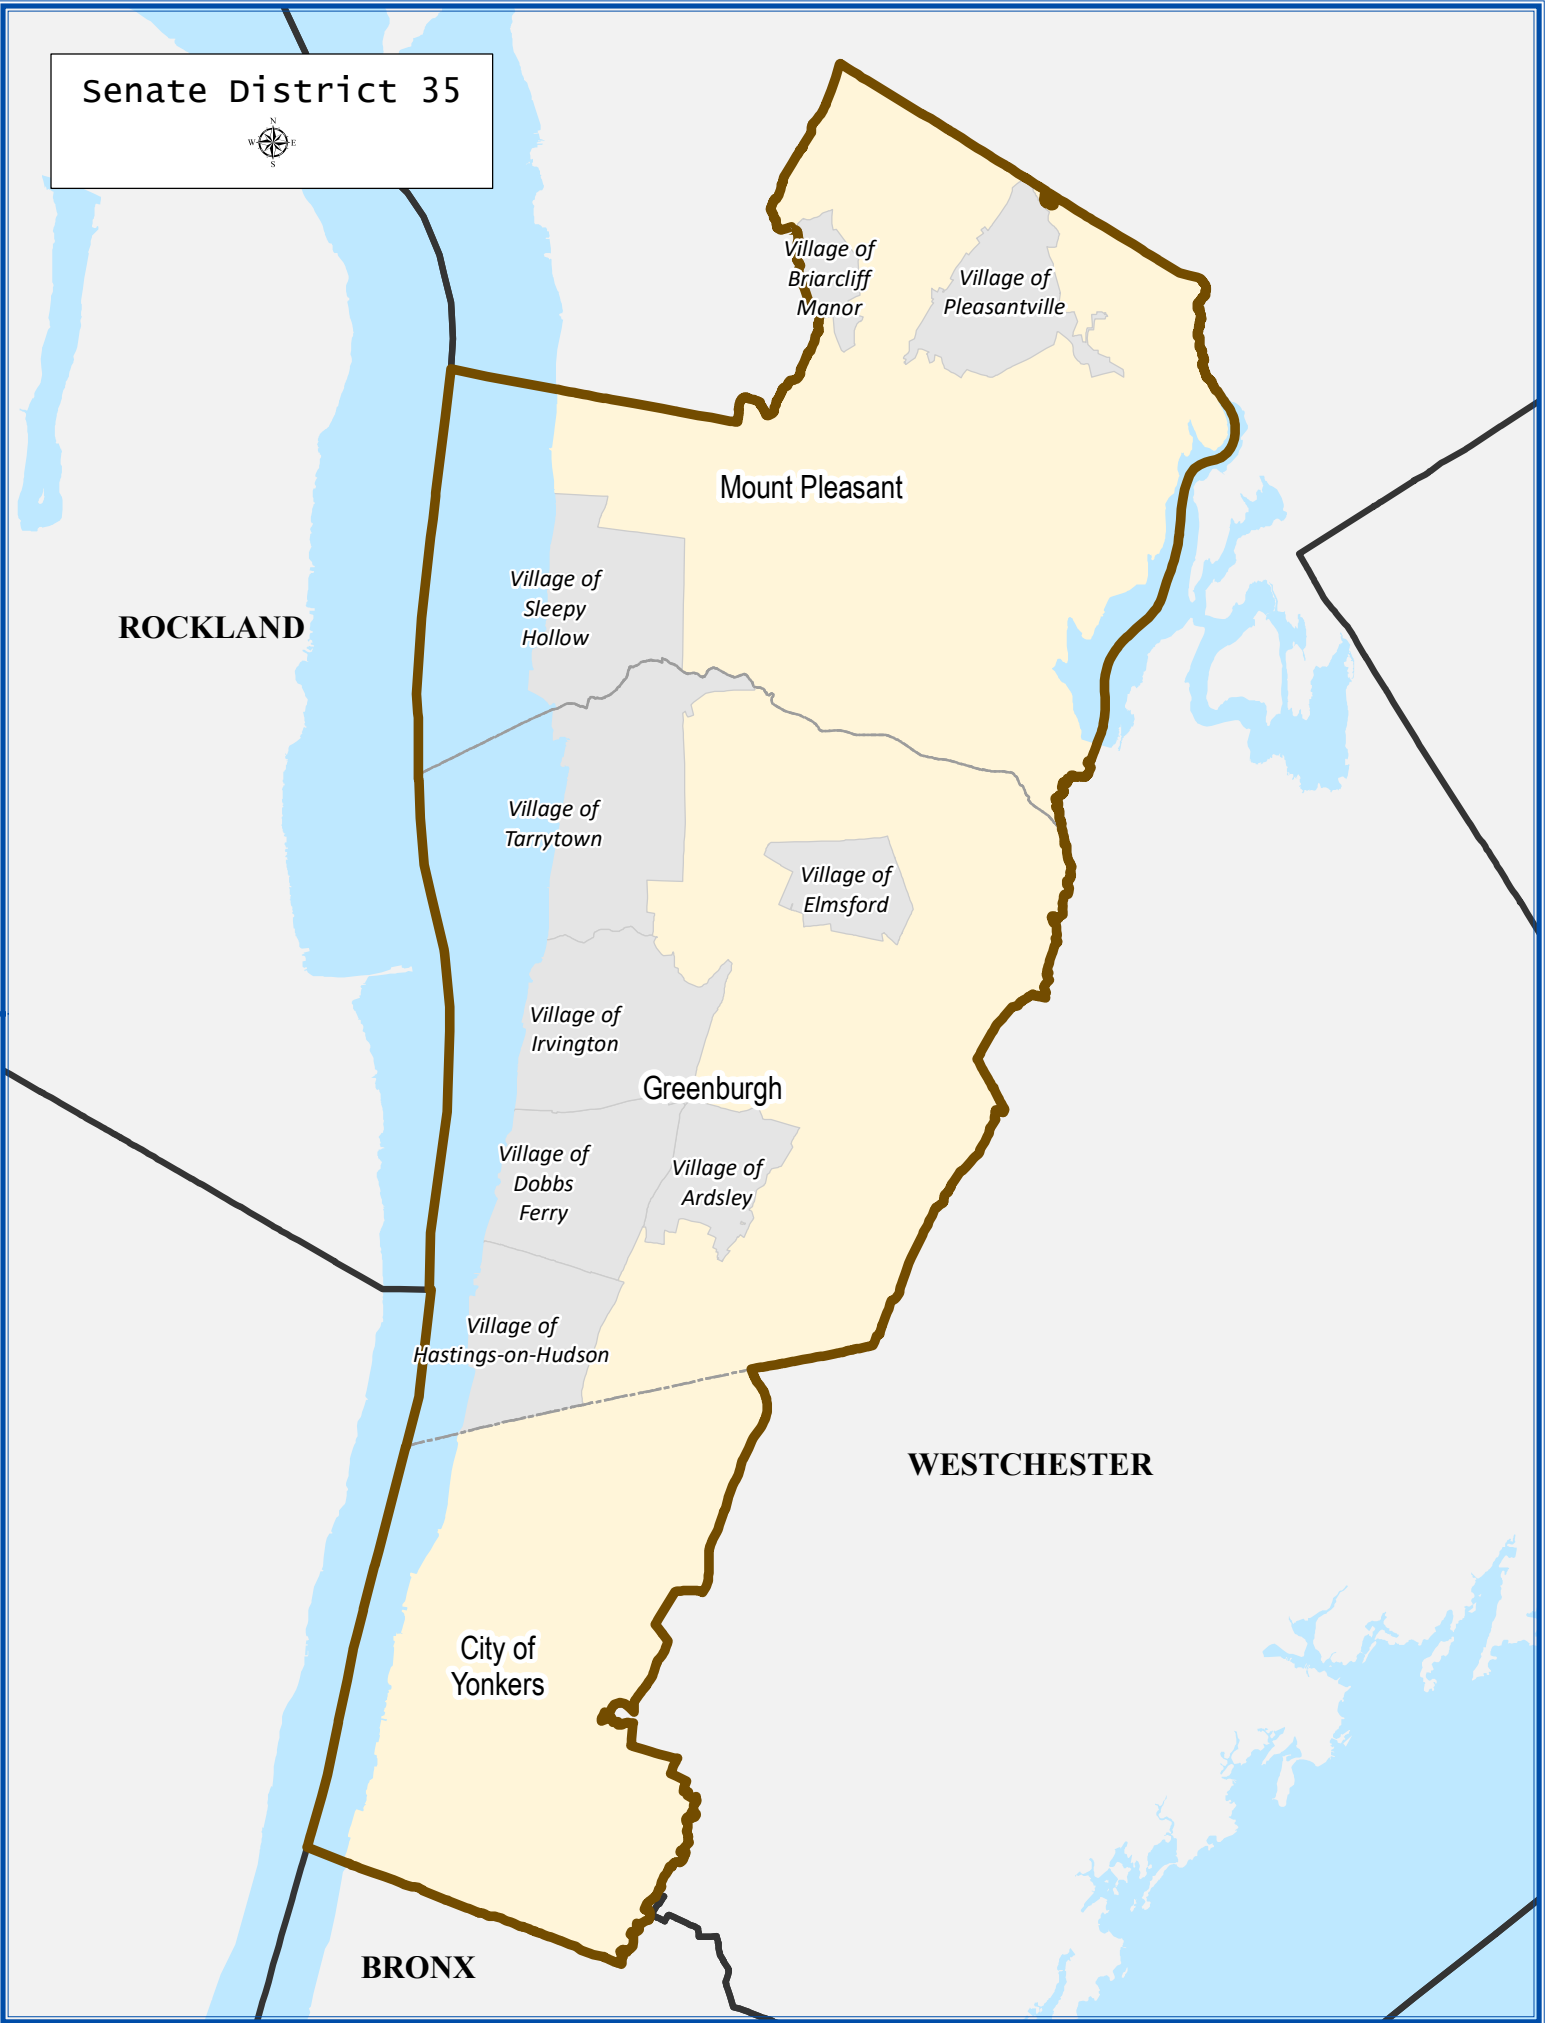 Senate District 35
N
W
E
S
Village of
Briarcliff
Manor
Village of
Pleasantville
Mount Pleasant
Village of
Sleepy
Hollow
ROCKLAND
Village of
Tarrytown
Village of
Elmsford
Village of
Irvington
Greenburgh
Village of
Dobbs
Ferry
Village of
Ardsley
Village of
Hastings-on-Hudson
WESTCHESTER
City of
Yonkers
BRONX